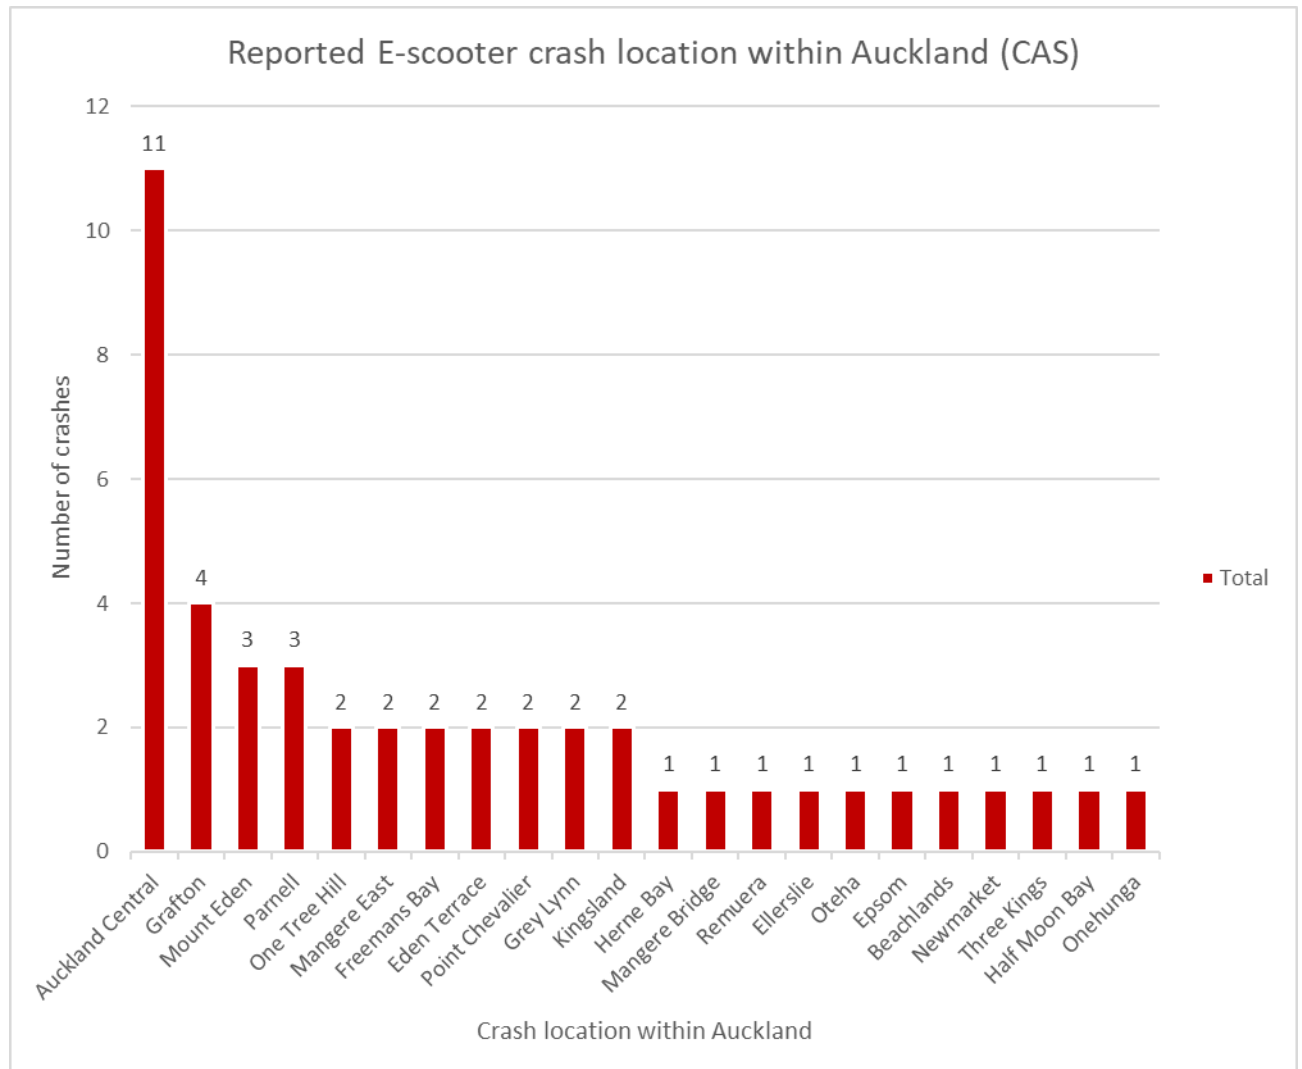 Reported E-scooter crash location within Auckland (CAS)
12
10
8
6
4
2
0
Number of crashes
11
4
3
3
2
2
2
2
2
2
2
1
1
1
1
1
1
1
1
1
1
1
Auckland Central
Grafton
Mount Eden
Parnell
One Tree Hill
Mangere East
Freemans Bay
Eden Terrace
Point Chevalier
Grey Lynn
Kingsland
Herne Bay
Mangere Bridge
Remuera
Ellerslie
Oteha
Epsom
Beachlands
Newmarket
Three Kings
Half Moon Bay
Onehunga
Crash location within Auckland
Total